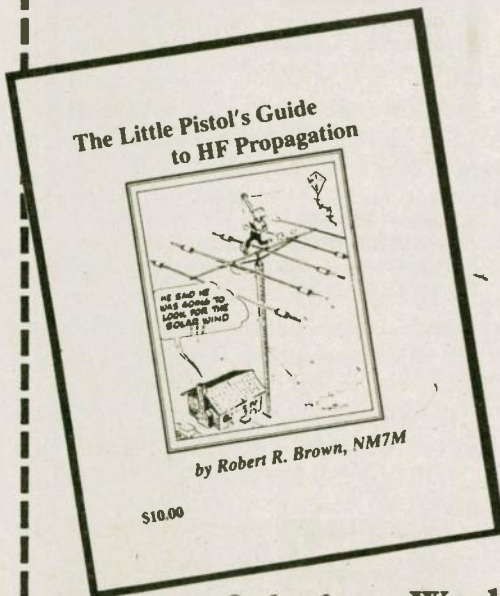 The Little Pistol's Guide
to HF Propagation
HE SAID HE
WAS GOING TO
LOOK FOR THE
SOLAR WIND
by Robert R. Brown, NM7M
$10.00